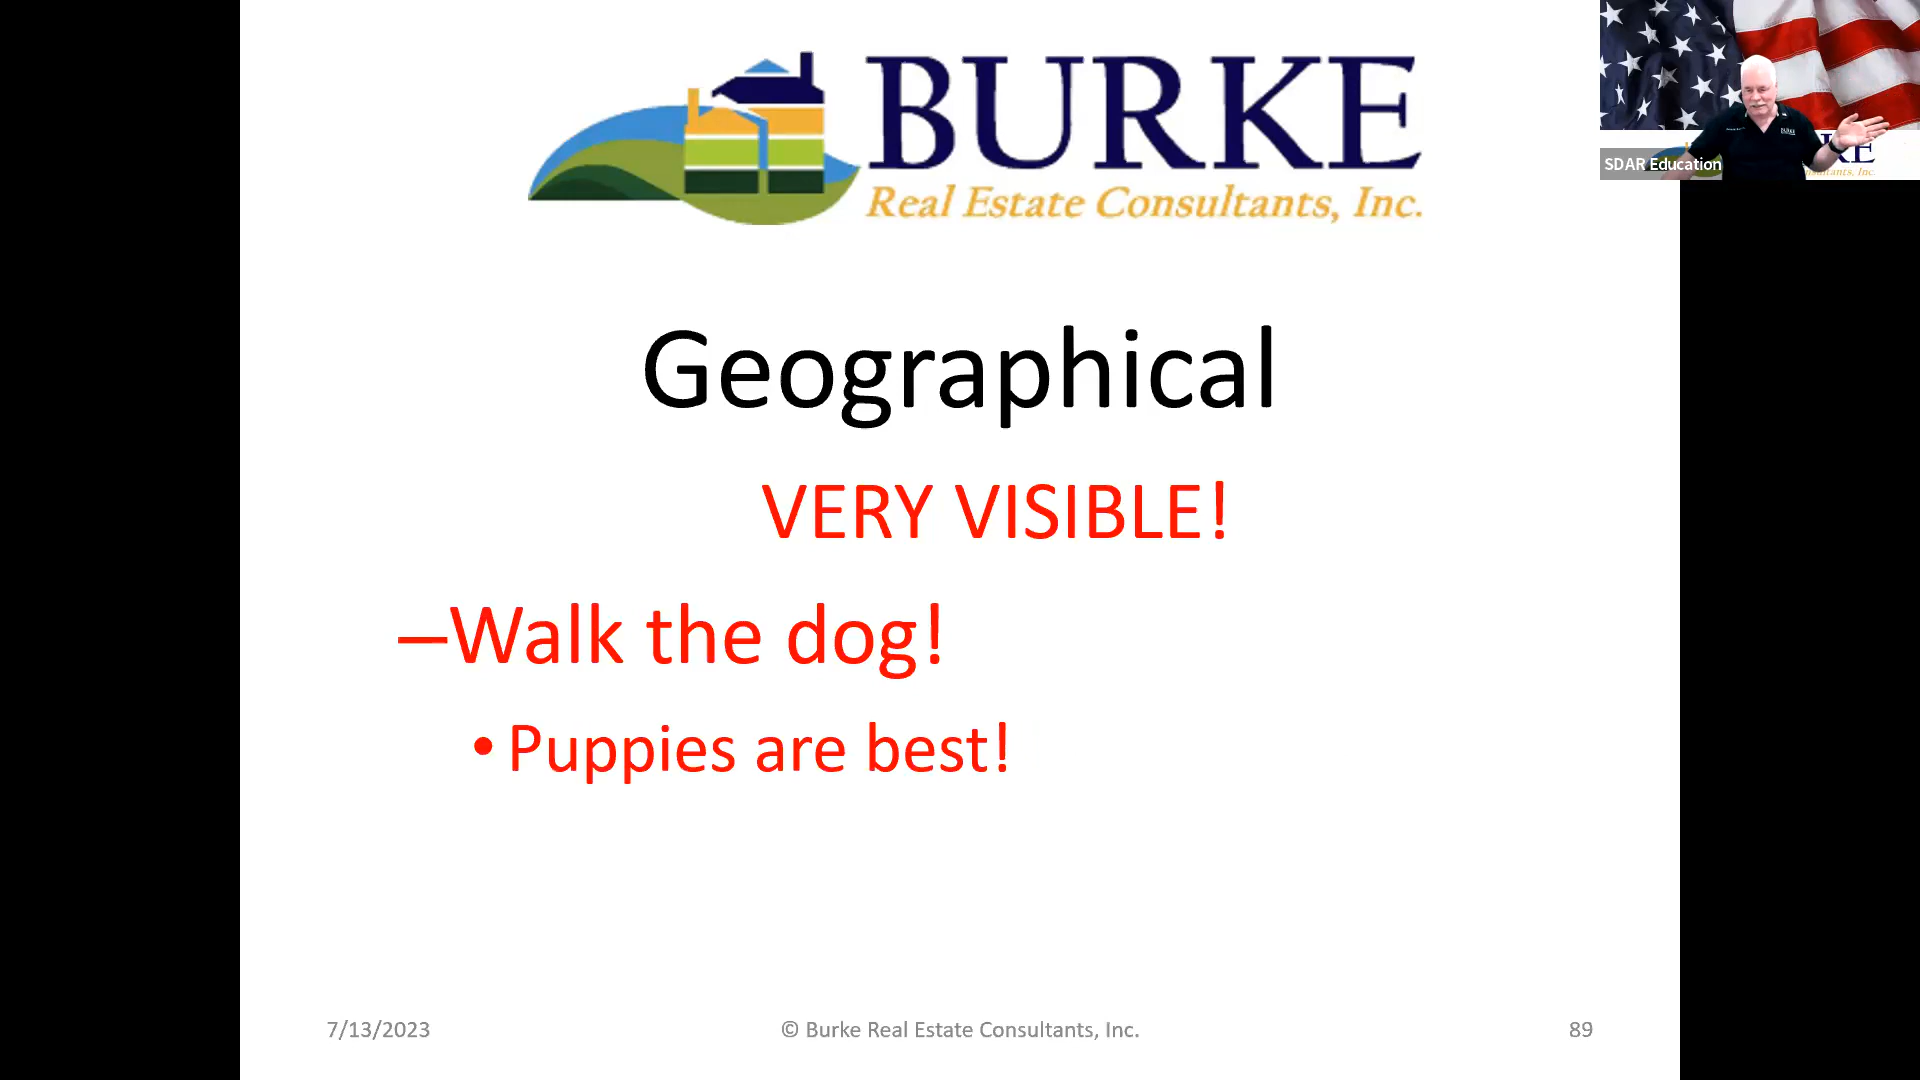 BURKE
Real Estate Consultants, Inc.
SDAR Education
BURKE
Geographical
VERY VISIBLE!
–Walk the dog!
• Puppies are best!
7/13/2023
© Burke Real Estate Consultants, Inc.
89